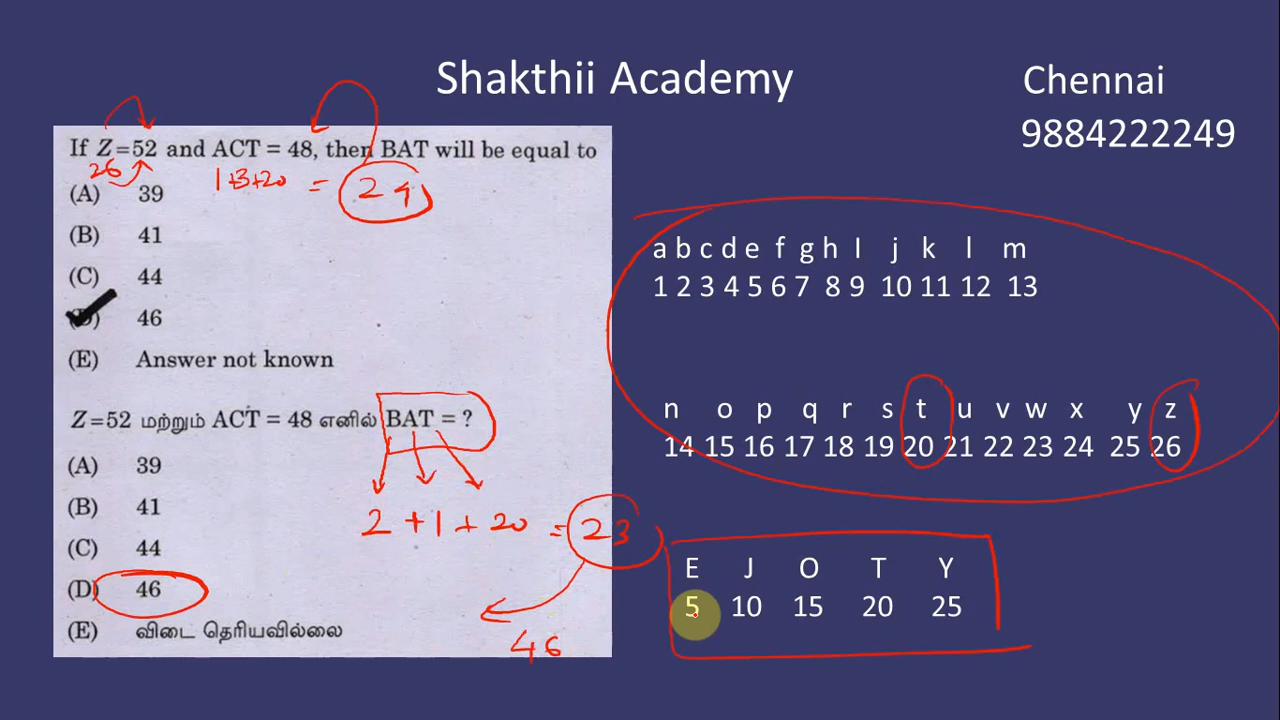 Shakthii Academy
Chennai
9884222249
If Z=52 and ACT = 48, then BAT will be equal to
26
1+3+20 = 24
(A) 39
(B) 41
(C) 44
(D) 46
(E) Answer not known
Z=52 மற்றும் ACT = 48 எனில் BAT = ?
(A) 39
(B) 41
(C) 44
(D) 46
(E) விடை தெரியவில்லை
2 + 1 + 20 = 23
46
a b c d e f g h I j k l m
1 2 3 4 5 6 7 8 9 10 11 12 13
n o p q r s t u v w x y z
14 15 16 17 18 19 20 21 22 23 24 25 26
E J O T Y
5 10 15 20 25